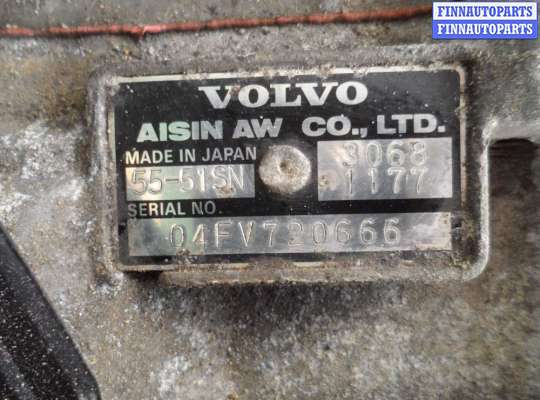 FINNAUTOPARTS
FINNAUTOPARTS
VOLVO
AISIN AW CO., LTD.
MADE IN JAPAN 3068
55-51SN 1177
SERIAL NO.
04FV720666